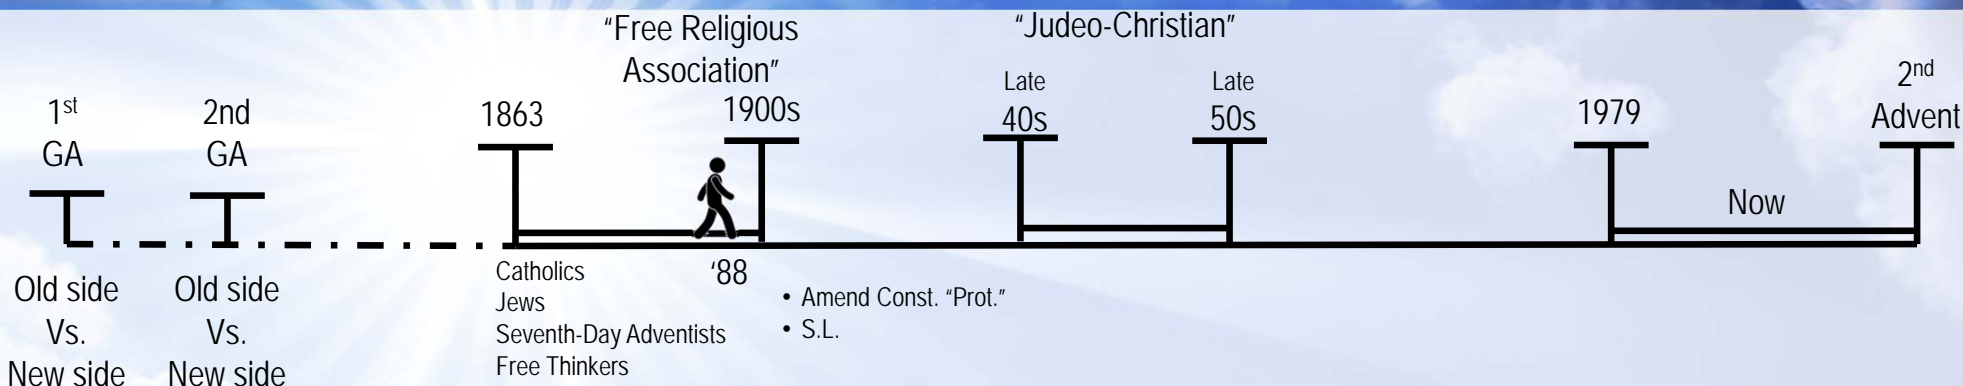 "Free Religious
Association"
"Judeo-Christian"
1st
GA
2nd
GA
1863
1900s
Late
40s
Late
50s
1979
2nd
Advent
Now
Old side
Vs.
New side
Old side
Vs.
New side
Catholics
Jews
Seventh-Day Adventists
Free Thinkers
'88
• Amend Const. "Prot."
• S.L.